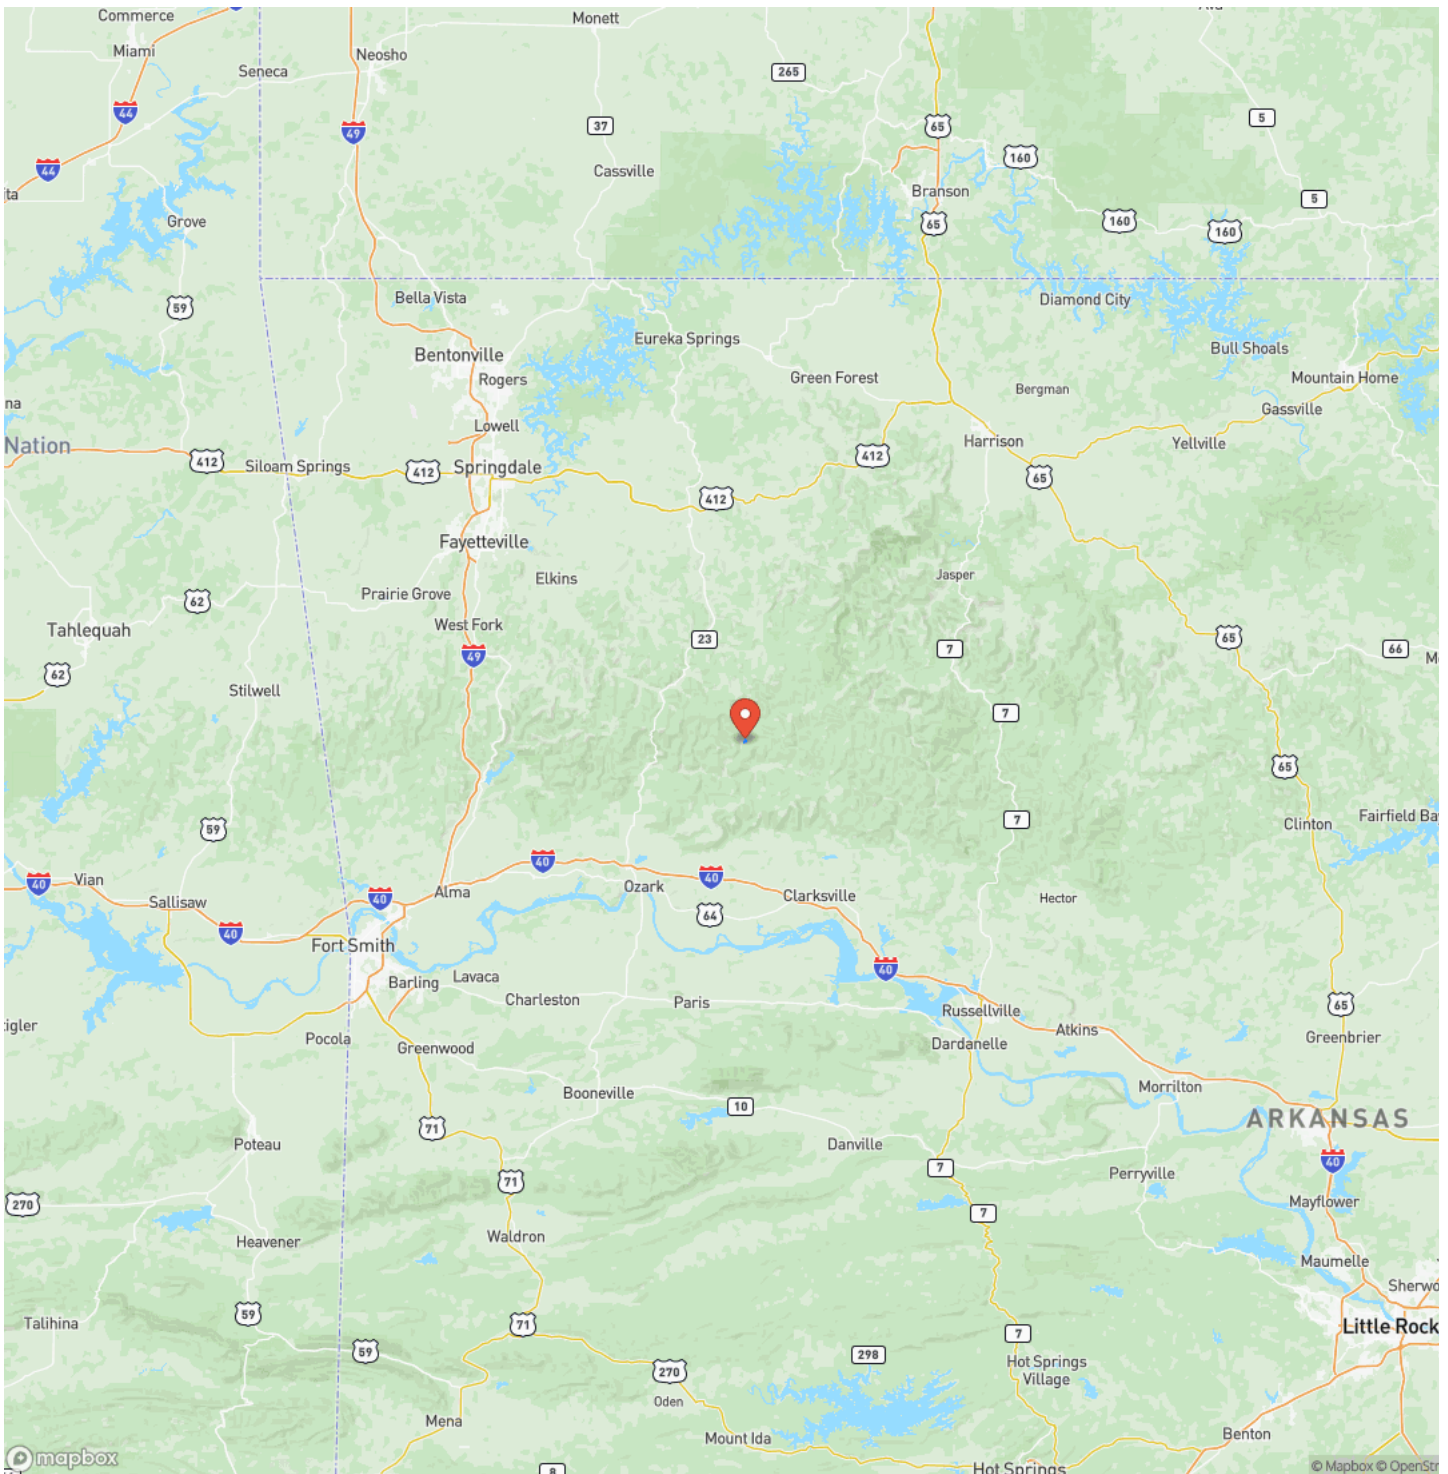 Commerce
Monett
Miami
Neosho
Seneca
265
44
49
37
65
5
Cassville
160
44
ta
Branson
5
Grove
65
160
160
59
Bella Vista
Diamond City
Eureka Springs
Bull Shoals
Bentonville
Rogers
Green Forest
Bergman
Mountain Home
na
Gassville
Lowell
Nation
Harrison
Yellville
412
Siloam Springs
412
Springdale
412
65
412
Fayetteville
Elkins
Jasper
Prairie Grove
62
West Fork
Tahlequah
23
65
7
66
49
M
62
Stilwell
7
65
59
7
Clinton
Fairfield Ba
40
40
Vian
40
Alma
Ozark
40
Clarksville
Hector
Sallisaw
64
40
Fort Smith
40
Barling
Lavaca
Charleston
Paris
65
Russellville
igler
Pocola
Greenwood
Dardanelle
Atkins
Greenbrier
Booneville
Morrilton
10
ARKANSAS
71
Poteau
Danville
7
Perryville
40
71
270
Mayflower
7
Heavener
Waldron
Maumelle
Sherwo
59
Talihina
71
Little Rock
59
7
298
Hot Springs
Village
270
Oden
Mena
Mount Ida
Benton
mapbox
8
Hot Springs
© Mapbox © OpenStr